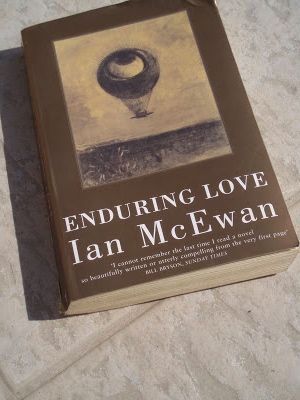 ENDURING LOVE
Ian McEwan
'I cannot remember the last time I read a novel
so beautifully written or utterly compelling from the very first page'
BILL BRYSON, SUNDAY TIMES